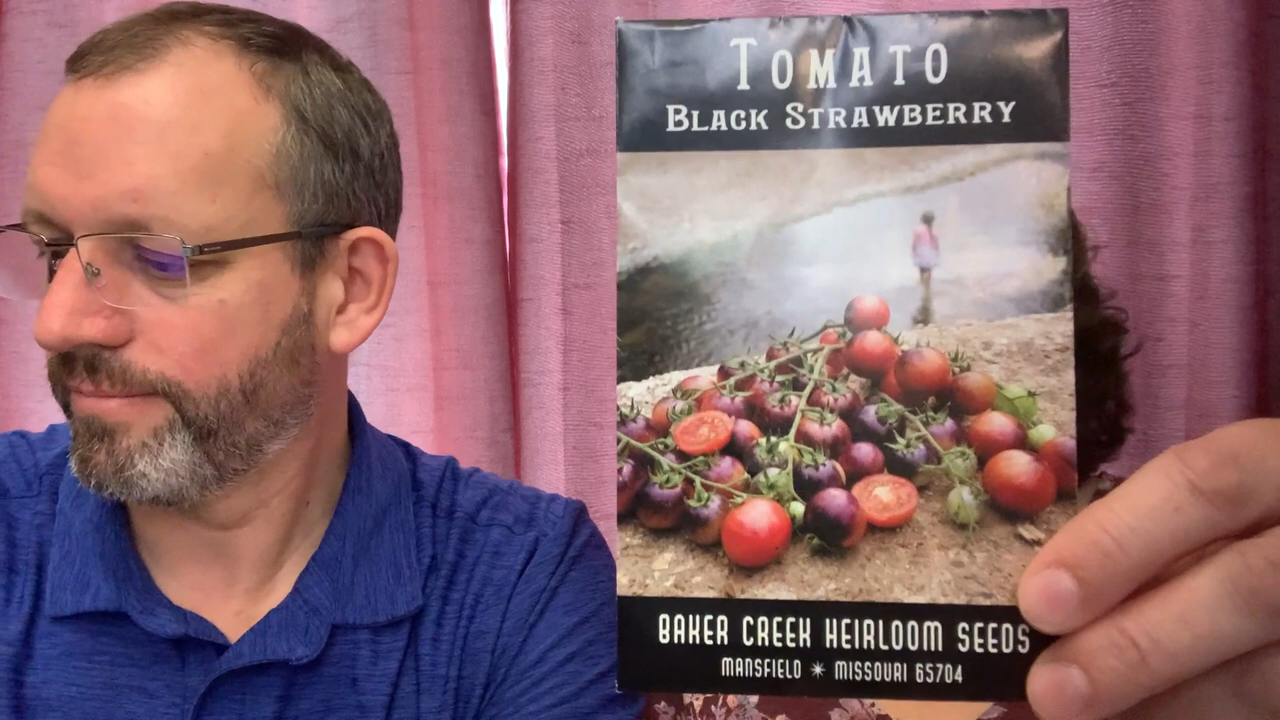 TOMATO
BLACK STRAWBERRY
BAKER CREEK HEIRLOOM SEEDS
MANSFIELD ✴ MISSOURI 65704